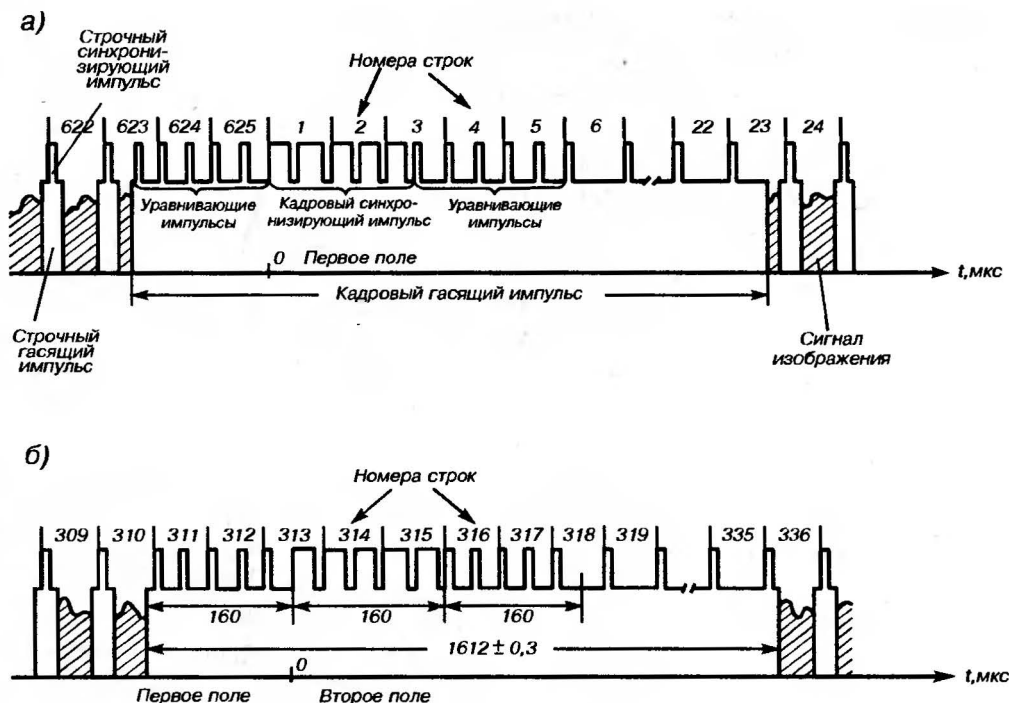 а)
Строчный
синхрони-
зирующий
импульс
Номера строк
622 623 624 625 1 2 3 4 5 6 22 23 24
Уравнивающие
импульсы
Кадровый синхро-
низирующий импульс
Уравнивающие
импульсы
0 Первое поле
t,мкс
Кадровый гасящий импульс
Строчный
гасящий
импульс
Сигнал
изображения
б)
Номера строк
309 310 311 312 313 314 315 316 317 318 319 335 336
160 160 160
1612 ± 0,3
0
t,мкс
Первое поле Второе поле